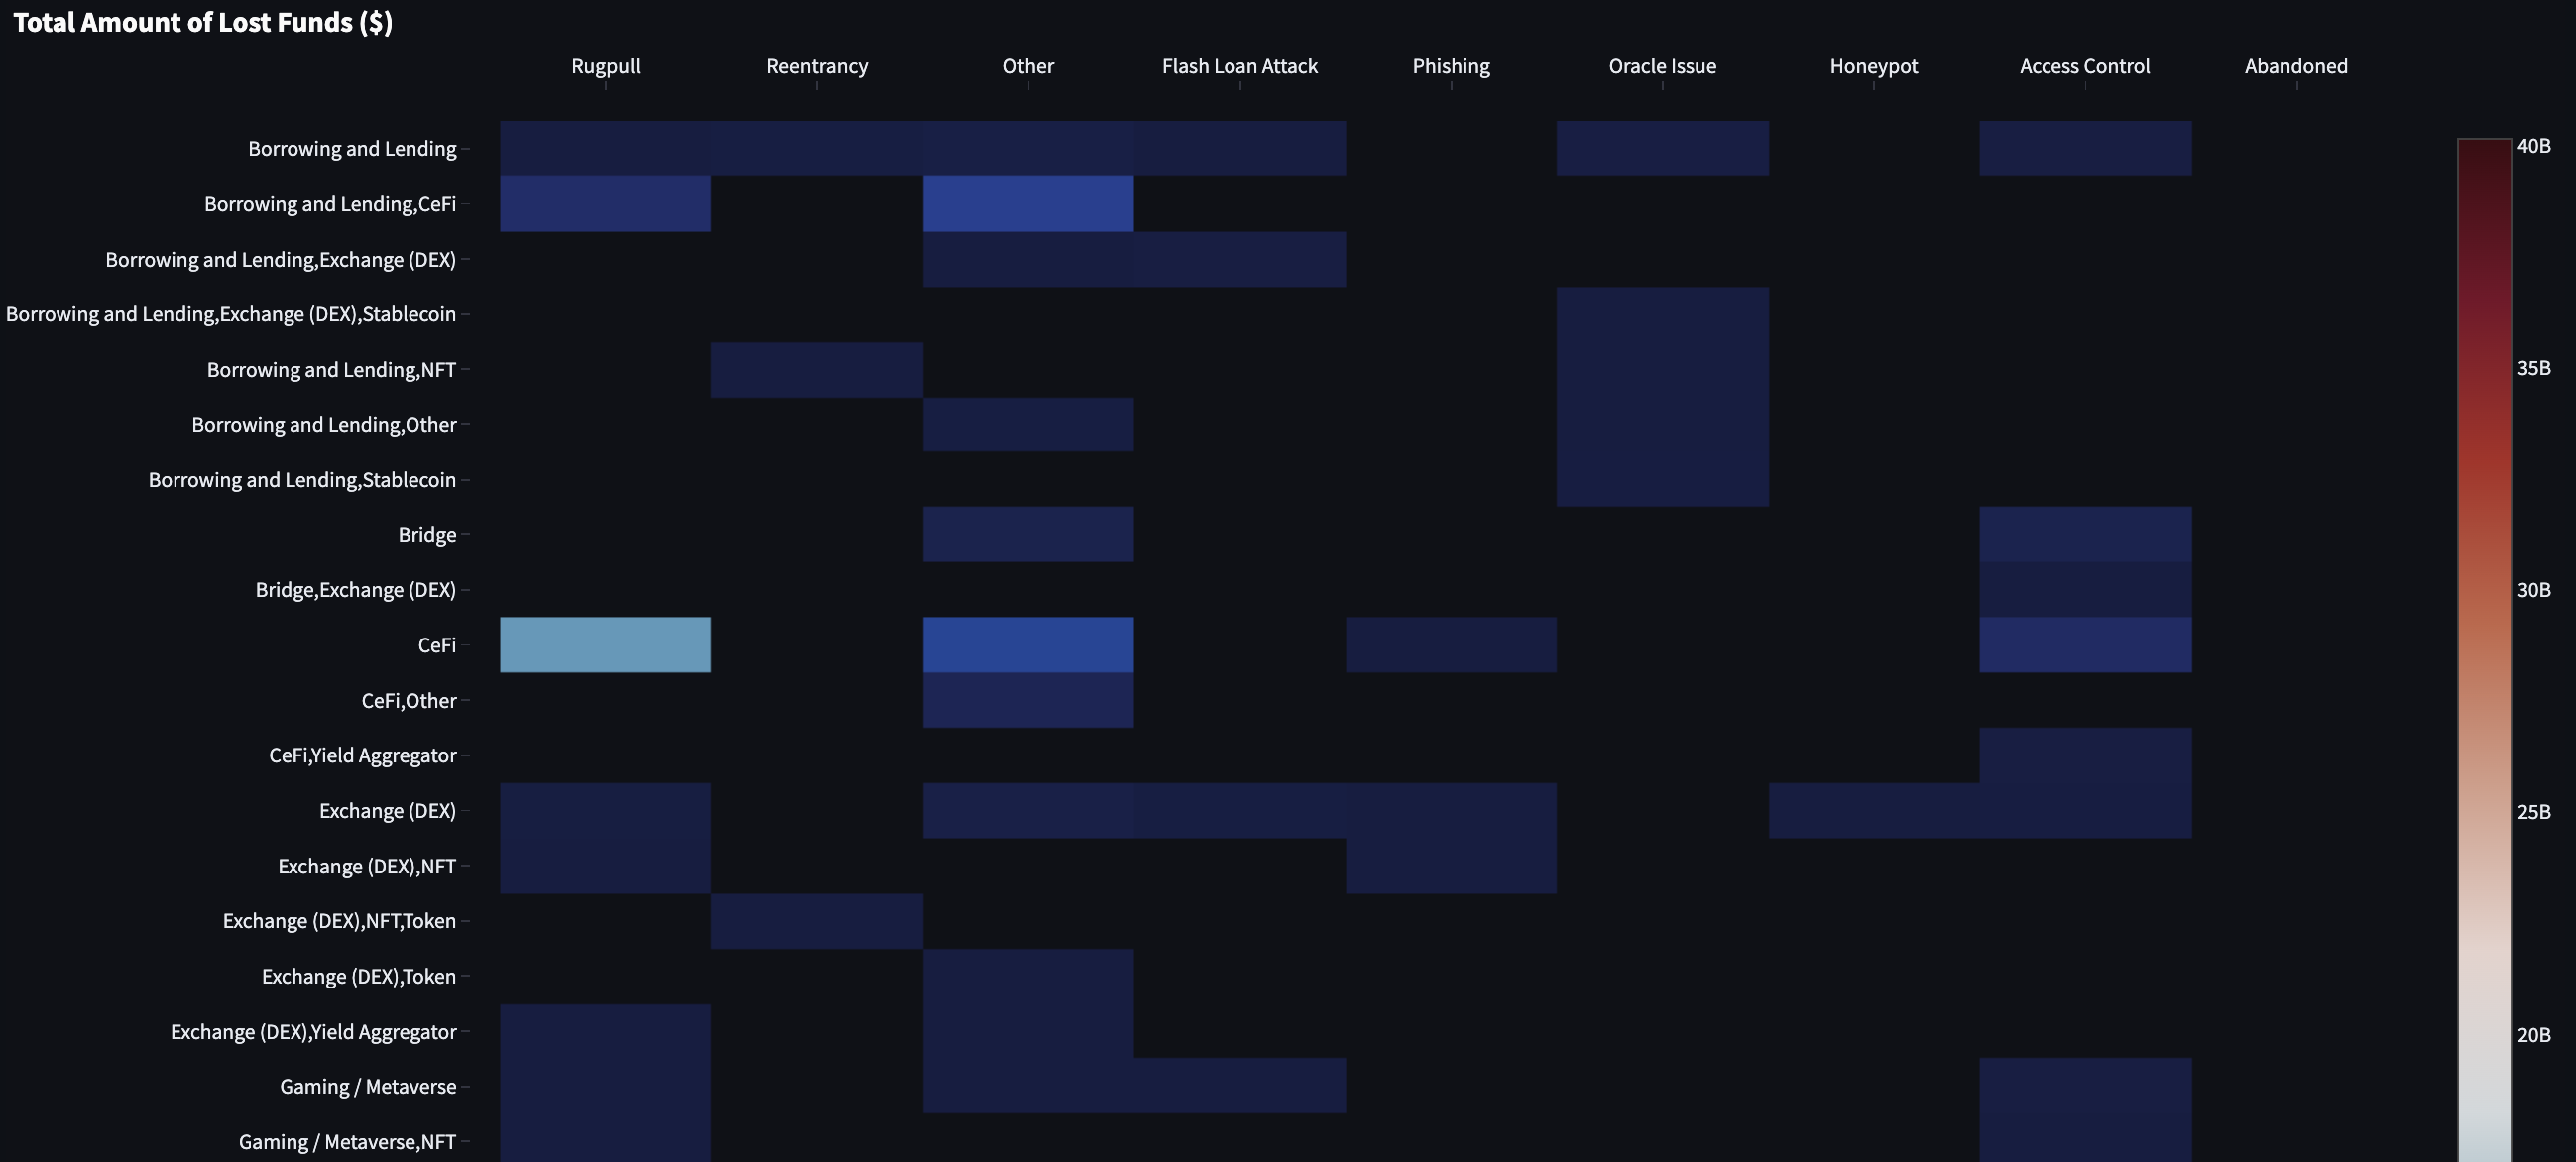 Total Amount of Lost Funds ($)
Rugpull Reentrancy Other Flash Loan Attack Phishing Oracle Issue Honeypot Access Control Abandoned
Borrowing and Lending
40B
Borrowing and Lending,CeFi
Borrowing and Lending,Exchange (DEX)
Borrowing and Lending,Exchange (DEX),Stablecoin
Borrowing and Lending,NFT
35B
Borrowing and Lending,Other
Borrowing and Lending,Stablecoin
Bridge
Bridge,Exchange (DEX)
30B
CeFi
CeFi,Other
CeFi,Yield Aggregator
Exchange (DEX)
25B
Exchange (DEX),NFT
Exchange (DEX),NFT,Token
Exchange (DEX),Token
Exchange (DEX),Yield Aggregator
20B
Gaming / Metaverse
Gaming / Metaverse,NFT